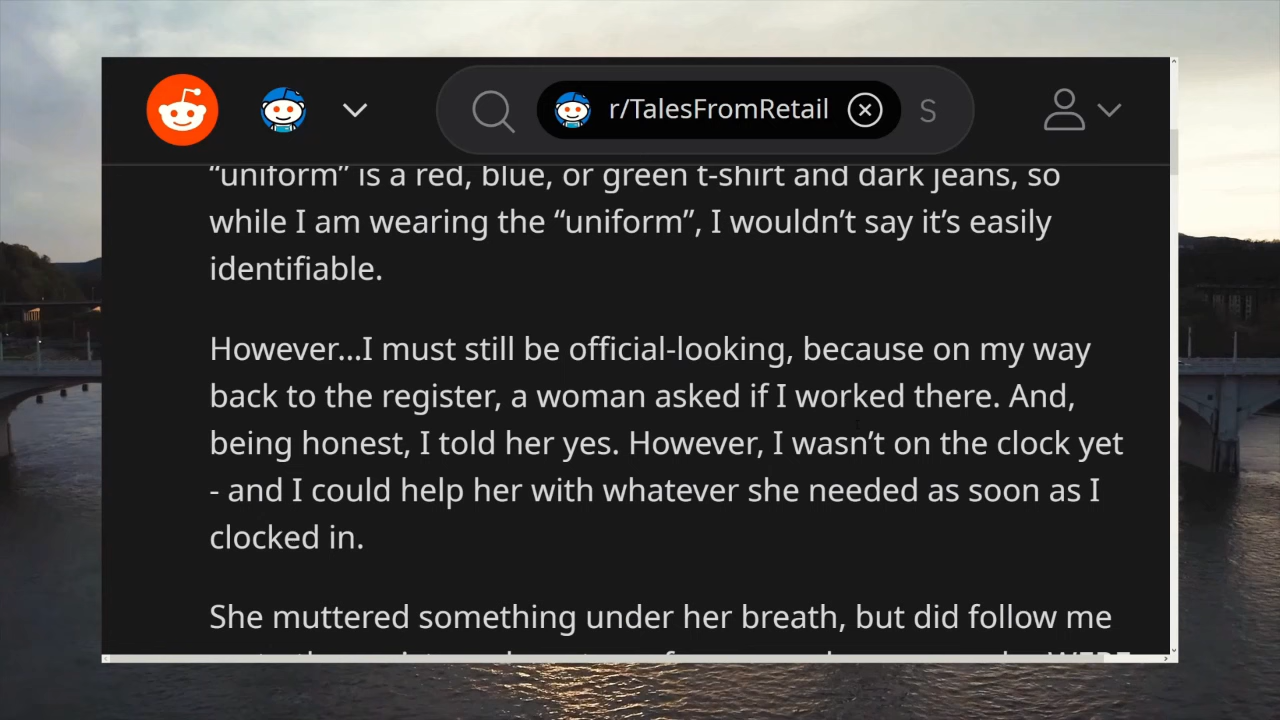 r/TalesFromRetail
S
“uniform” is a red, blue, or green t-shirt and dark jeans, so
while I am wearing the “uniform”, I wouldn’t say it’s easily
identifiable.
However...I must still be official-looking, because on my way
back to the register, a woman asked if I worked there. And,
being honest, I told her yes. However, I wasn’t on the clock yet
- and I could help her with whatever she needed as soon as I
clocked in.
She muttered something under her breath, but did follow me